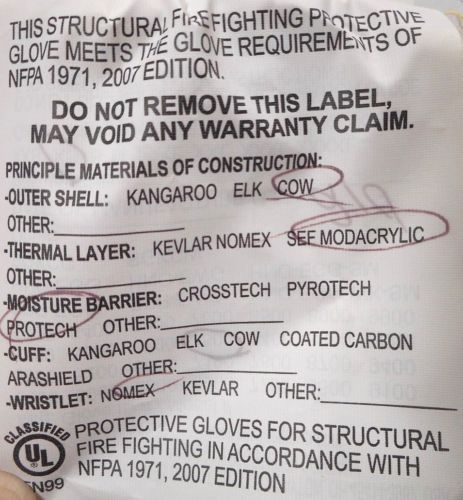 THIS STRUCTURAL FIREFIGHTING PROTECTIVE
GLOVE MEETS THE GLOVE REQUIREMENTS OF
NFPA 1971, 2007 EDITION.
DO NOT REMOVE THIS LABEL,
MAY VOID ANY WARRANTY CLAIM.
PRINCIPLE MATERIALS OF CONSTRUCTION:
-OUTER SHELL: KANGAROO ELK COW
OTHER:
-THERMAL LAYER: KEVLAR NOMEX SEF MODACRYLIC
OTHER:
-MOISTURE BARRIER: CROSSTECH PYROTECH
PROTECH OTHER:
-CUFF: KANGAROO ELK COW COATED CARBON
ARASHIELD OTHER:
-WRISTLET: NOMEX KEVLAR OTHER:
CLASSIFIED
UL
EN99
PROTECTIVE GLOVES FOR STRUCTURAL
FIRE FIGHTING IN ACCORDANCE WITH
NFPA 1971, 2007 EDITION